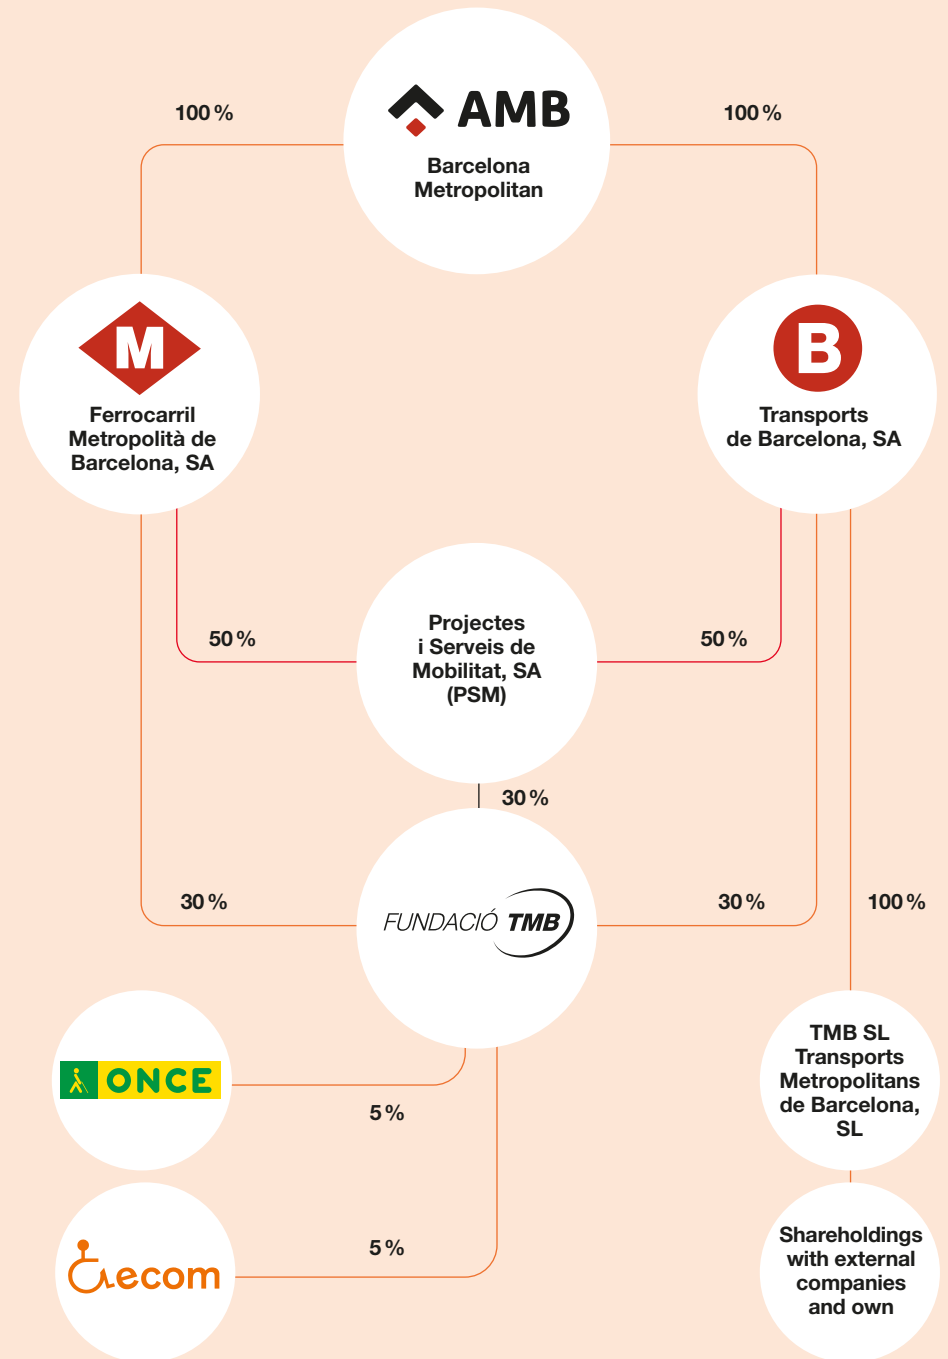 100 %
AMB
100 %
Barcelona
Metropolitan
M
Ferrocarril
Metropolità de
Barcelona, SA
B
Transports
de Barcelona, SA
50 %
Projectes
i Serveis de
Mobilitat, SA
(PSM)
50 %
30 %
30 %
FUNDACIÓ TMB
30 %
100 %
ONCE
5 %
TMB SL
Transports
Metropolitans
de Barcelona,
SL
ecom
5 %
Shareholdings
with external
companies
and own